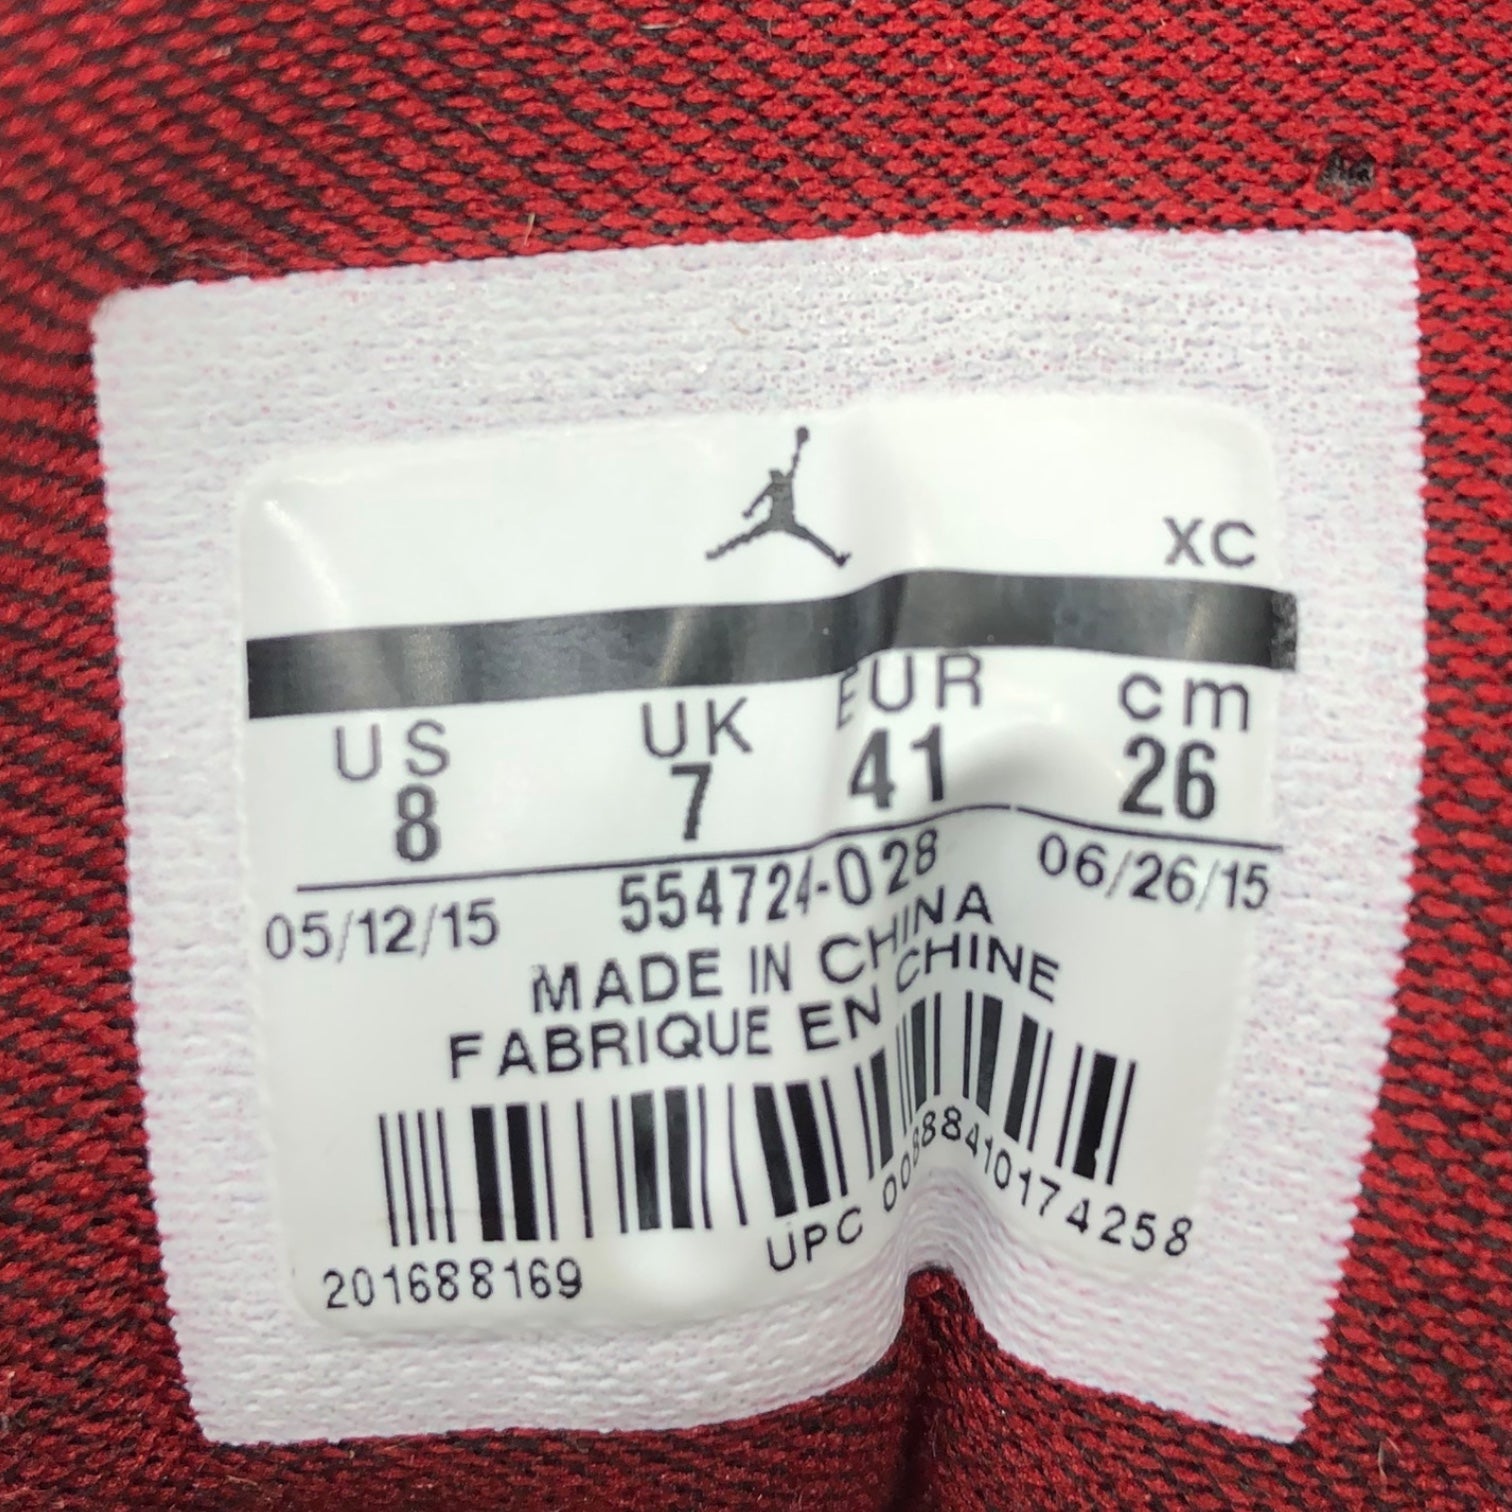 XC
US UK EUR cm
8 7 41 26
05/12/15 554724-028 06/26/15
MADE IN CHINA
FABRIQUE EN CHINE
201688169 UPC 00888410174258